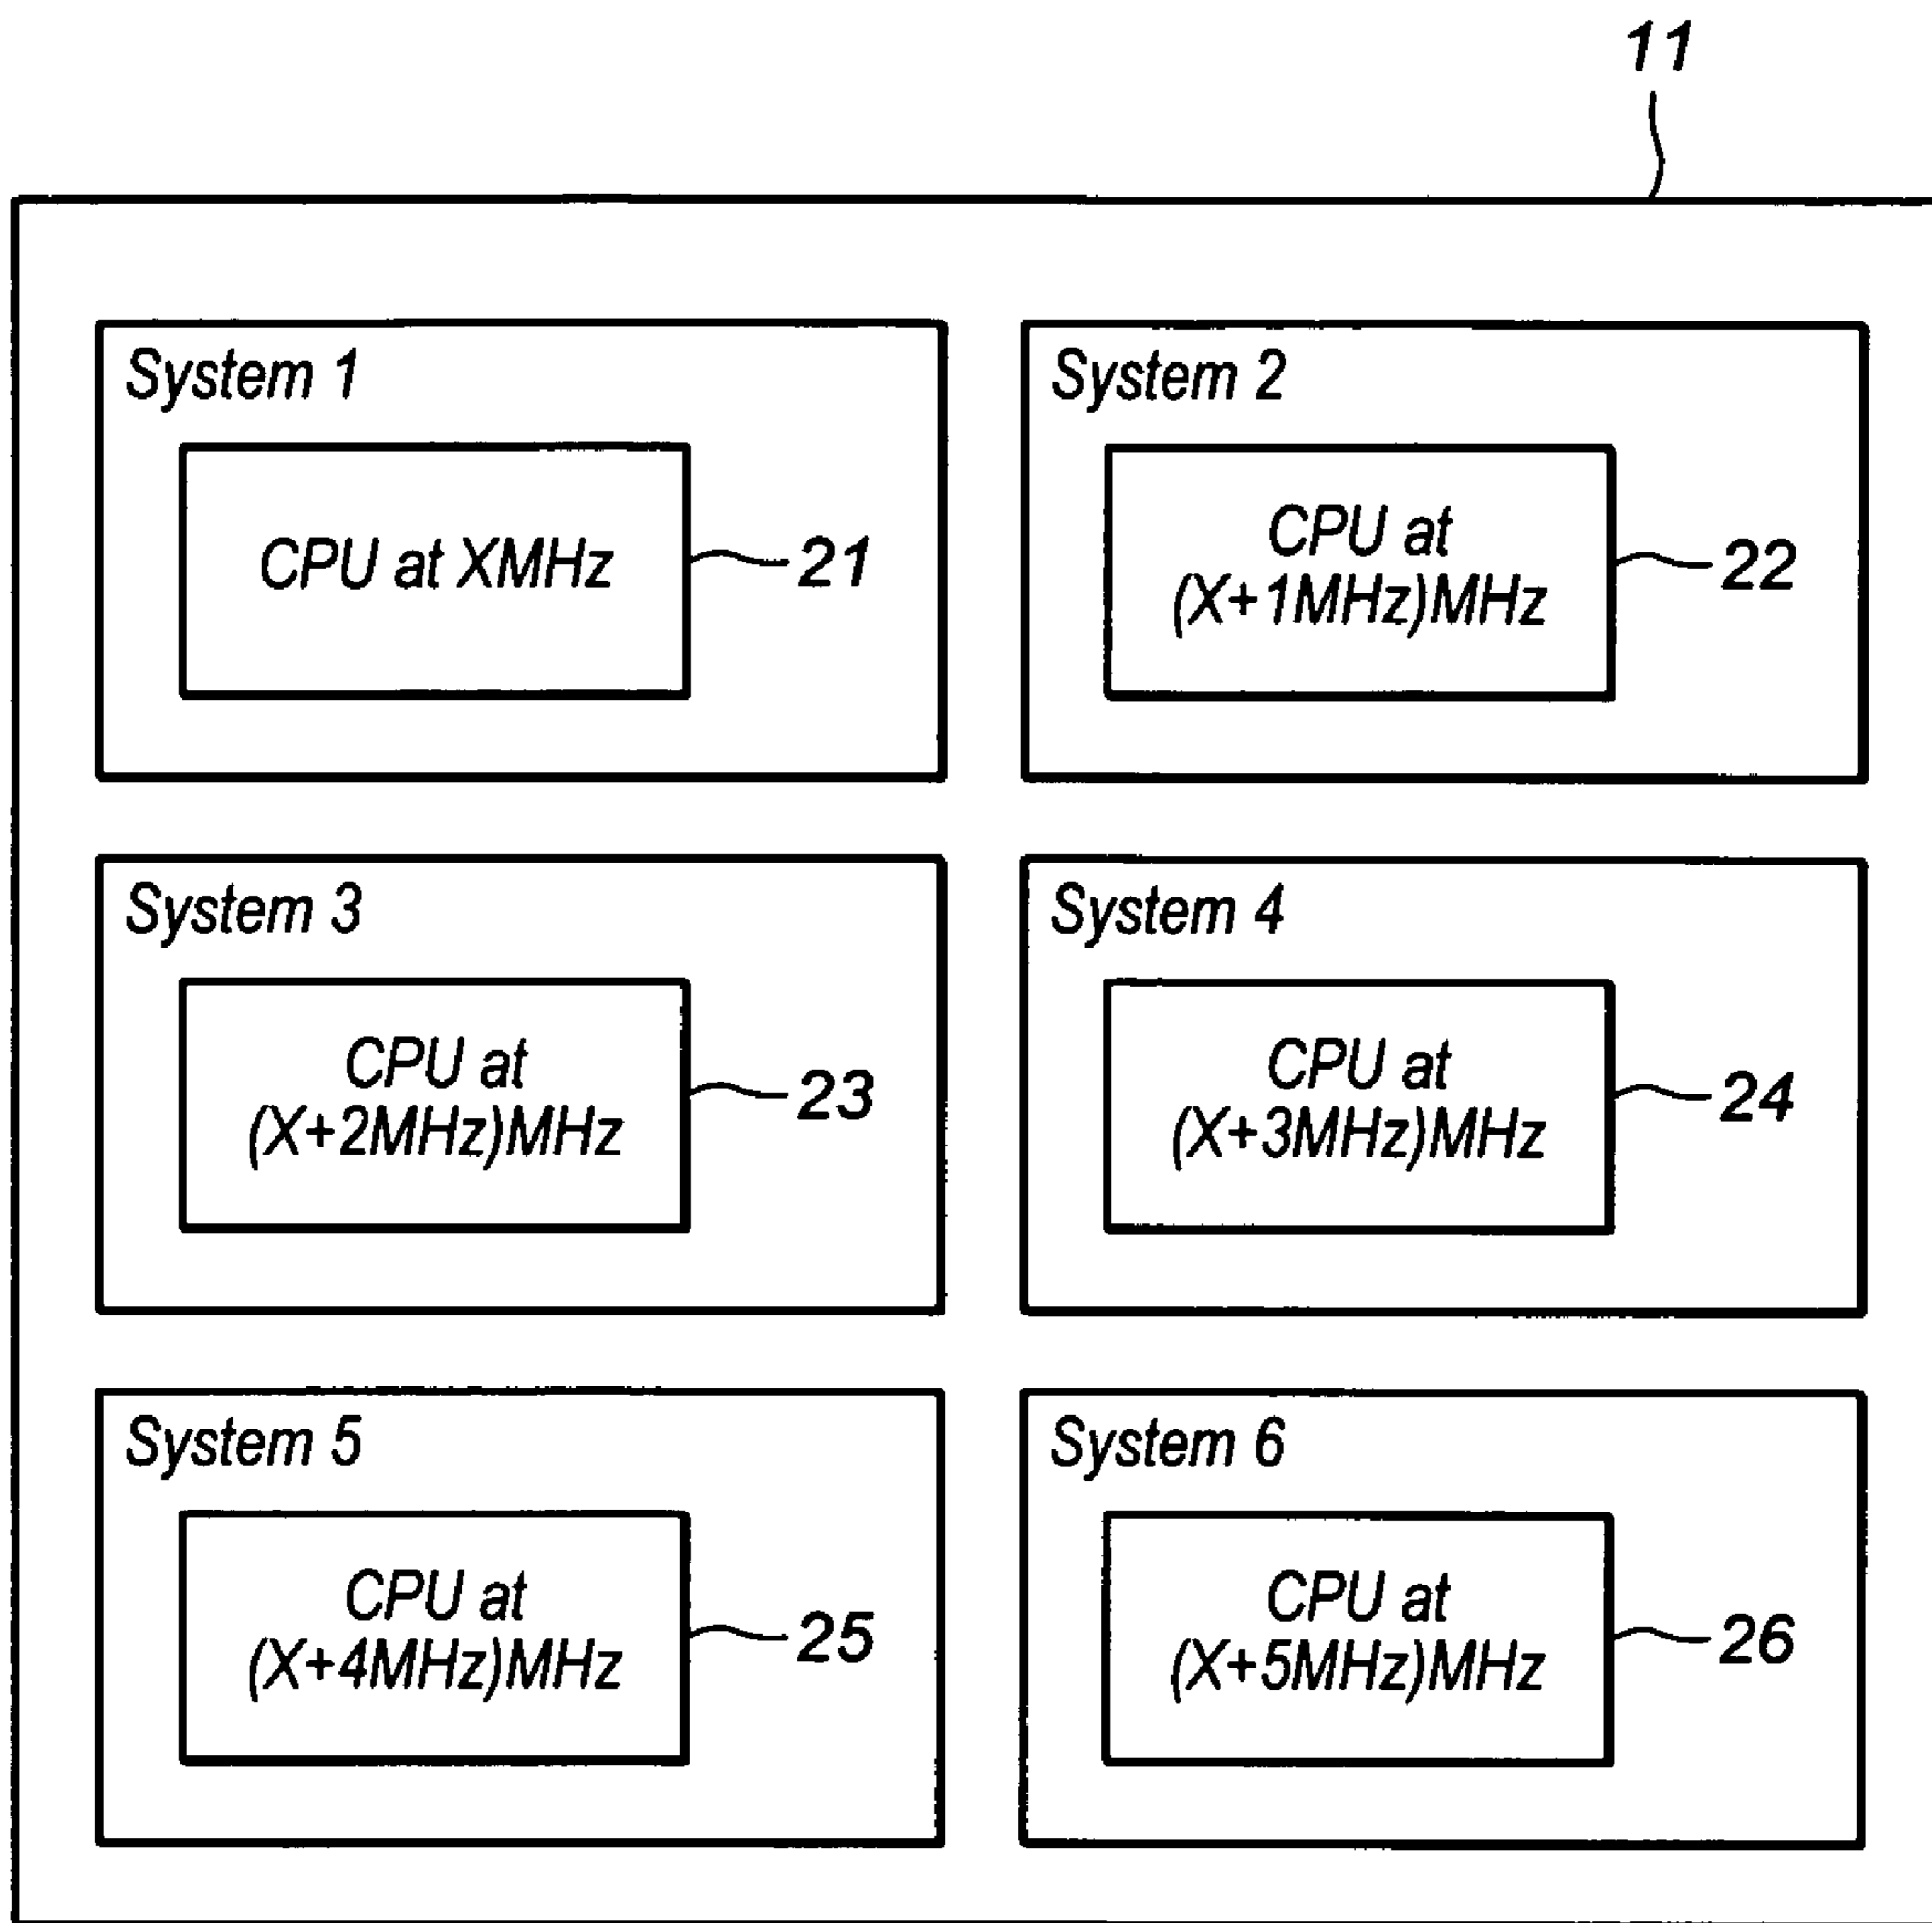 11
System 1
CPU at XMHz
21
System 2
CPU at
(X+1MHz)MHz
22
System 3
CPU at
(X+2MHz)MHz
23
System 4
CPU at
(X+3MHz)MHz
24
System 5
CPU at
(X+4MHz)MHz
25
System 6
CPU at
(X+5MHz)MHz
26